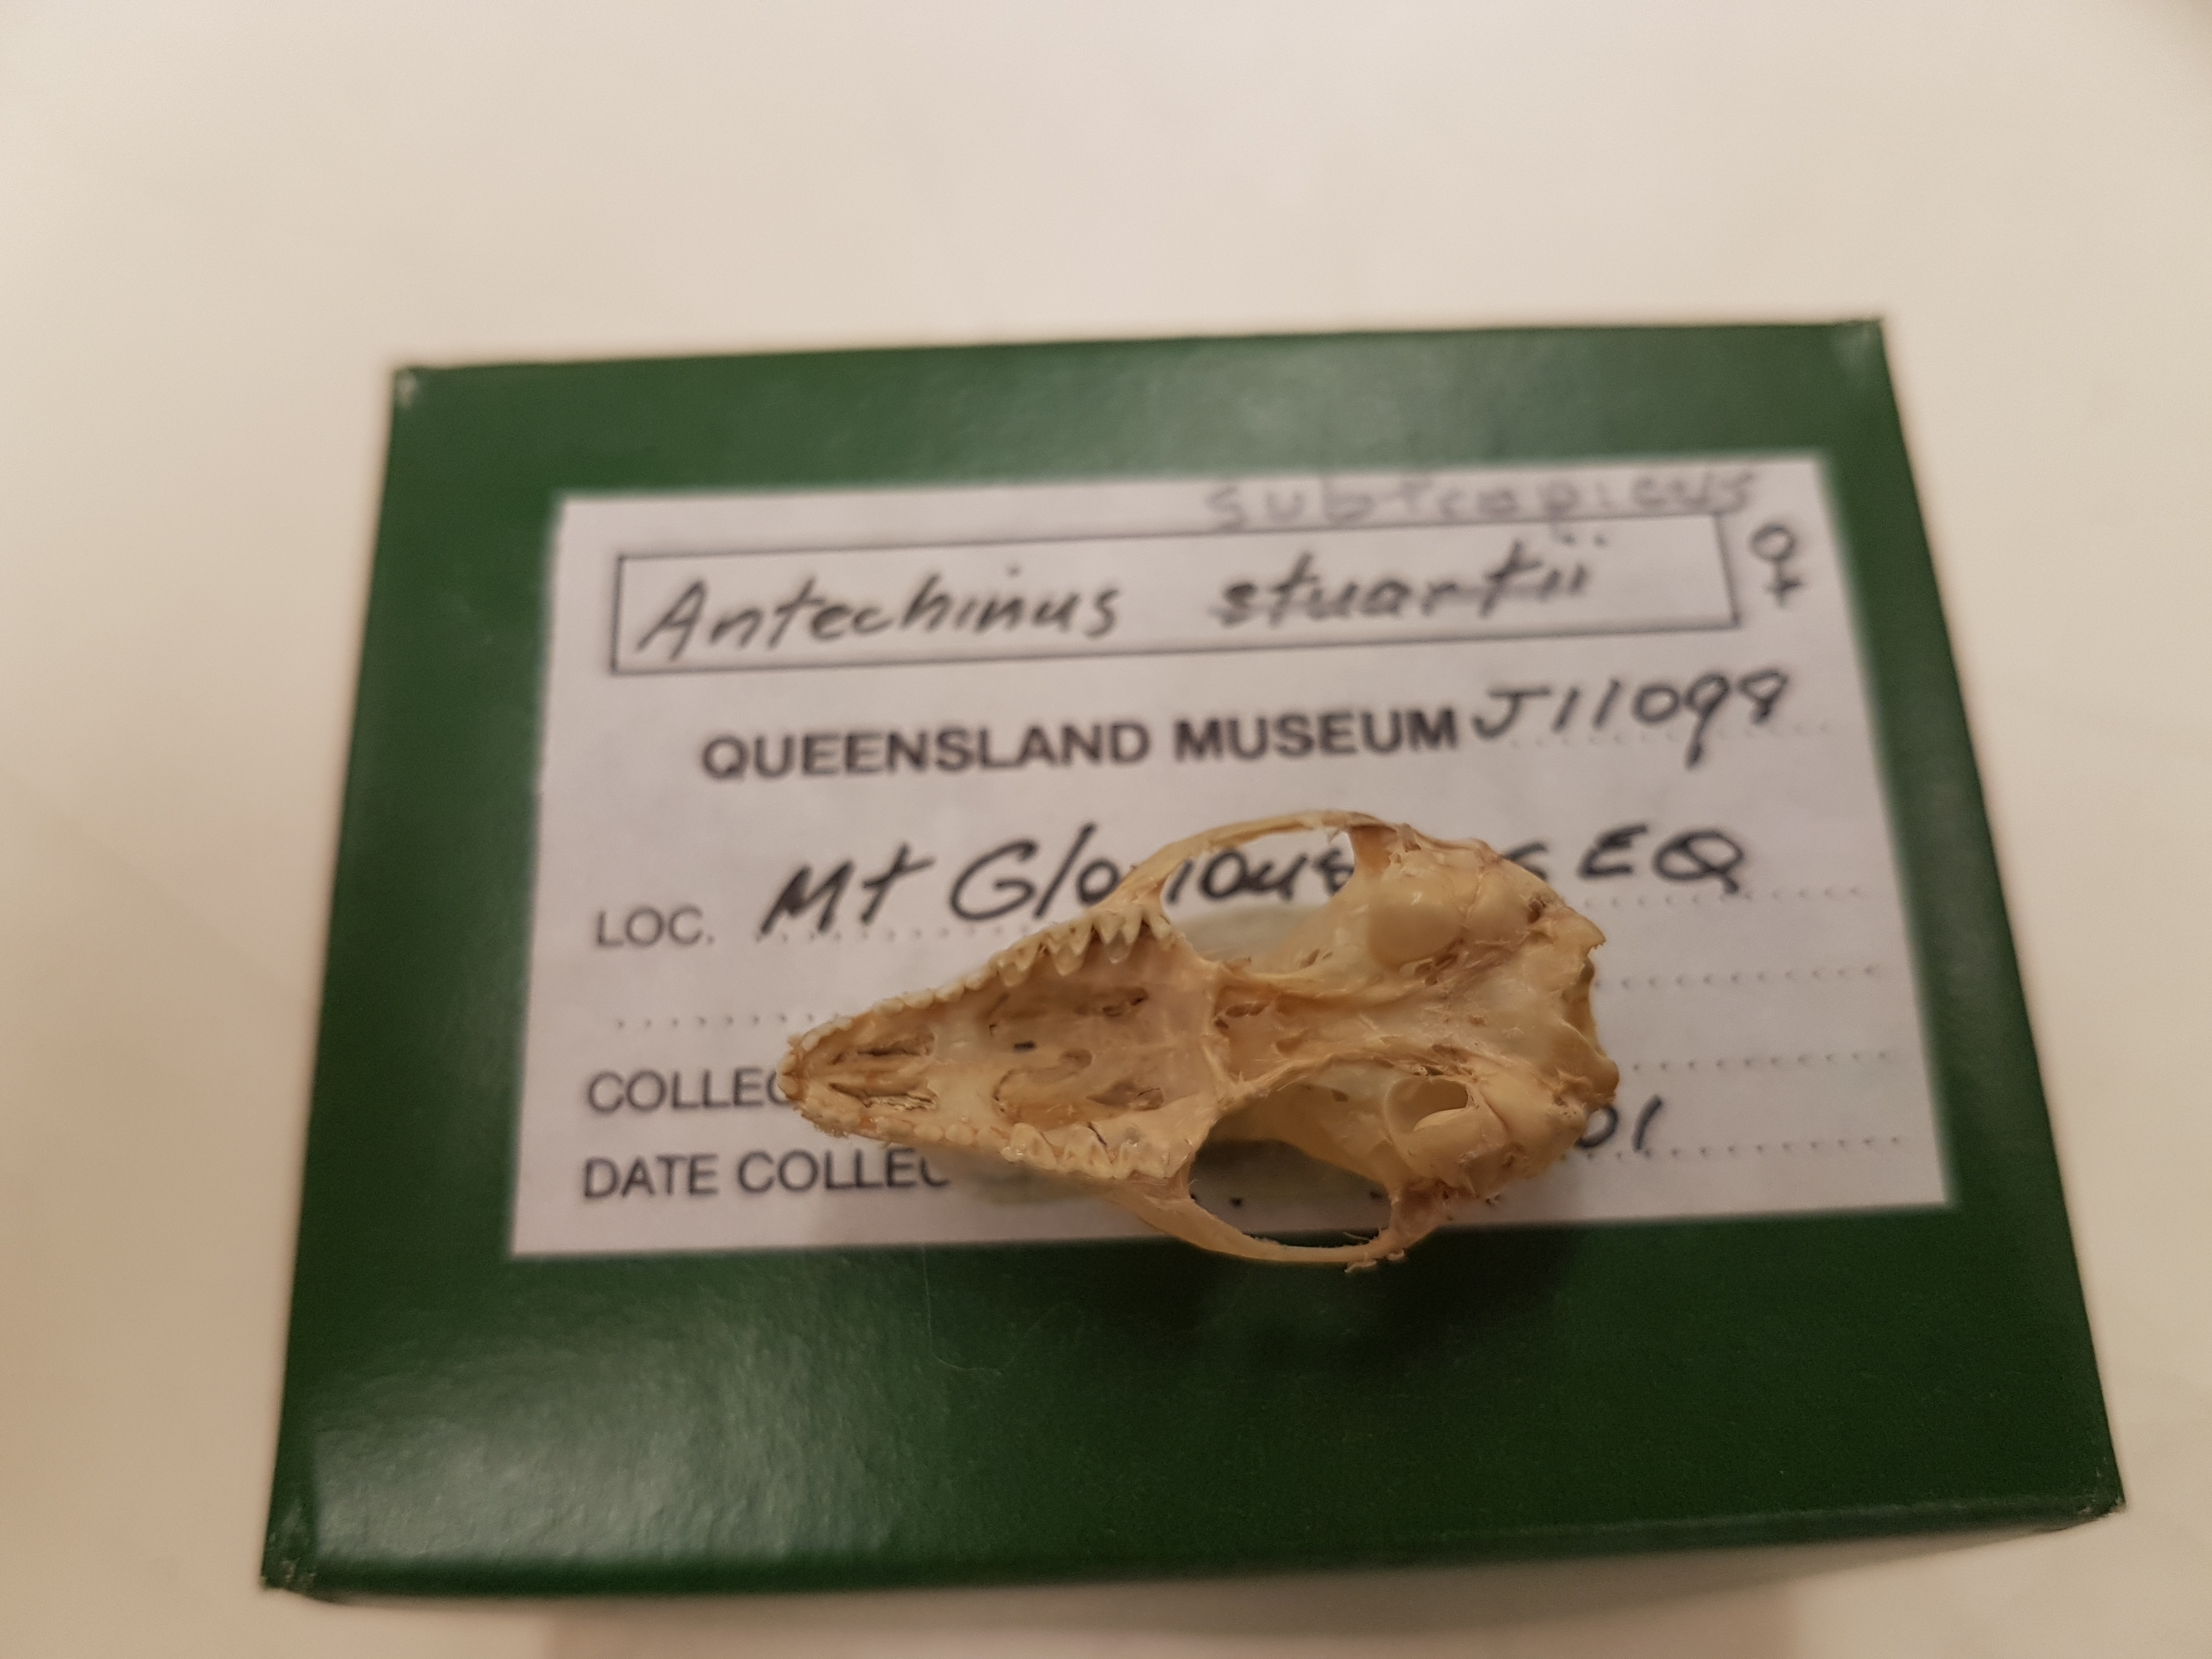 subtropicus
Antechinus stuartii ♀
QUEENSLAND MUSEUM J11098
LOC. Mt Glorious SEQ
COLLEC
DATE COLLEC 01